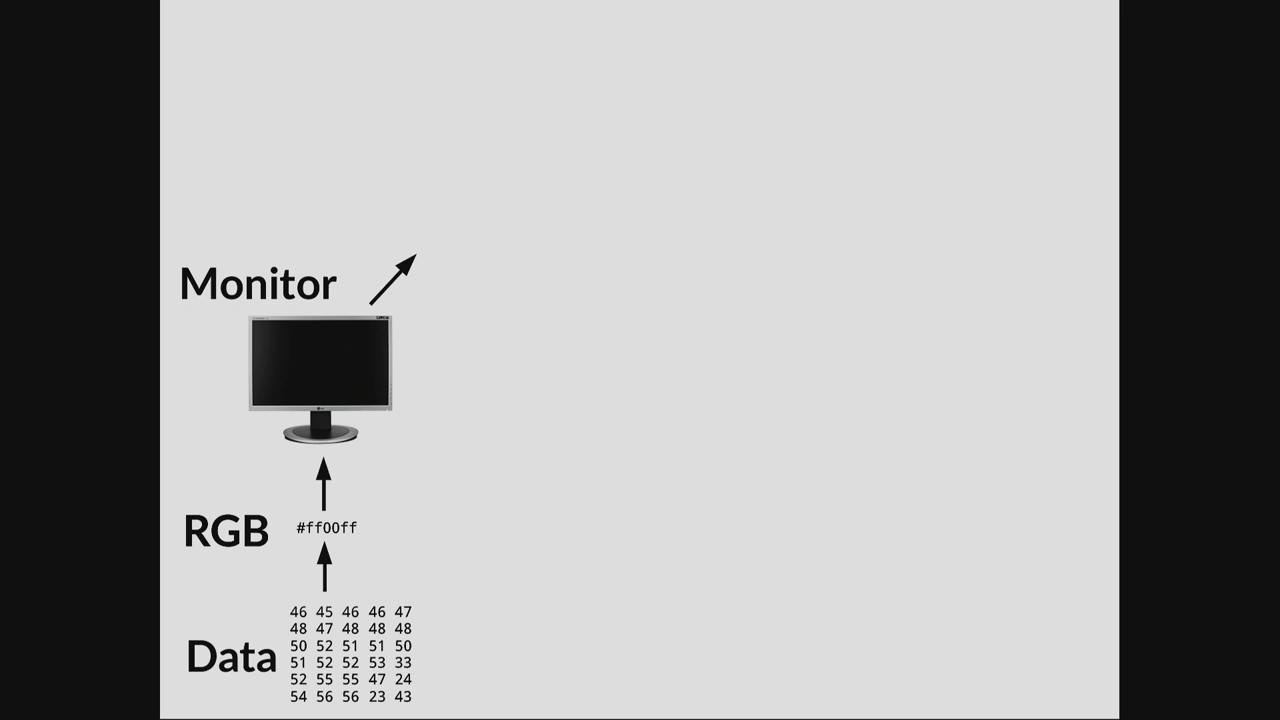 Monitor
RGB #ff00ff
Data
46 45 46 46 47
48 47 48 48 48
50 52 51 51 50
51 52 52 53 33
52 55 55 47 24
54 56 56 23 43